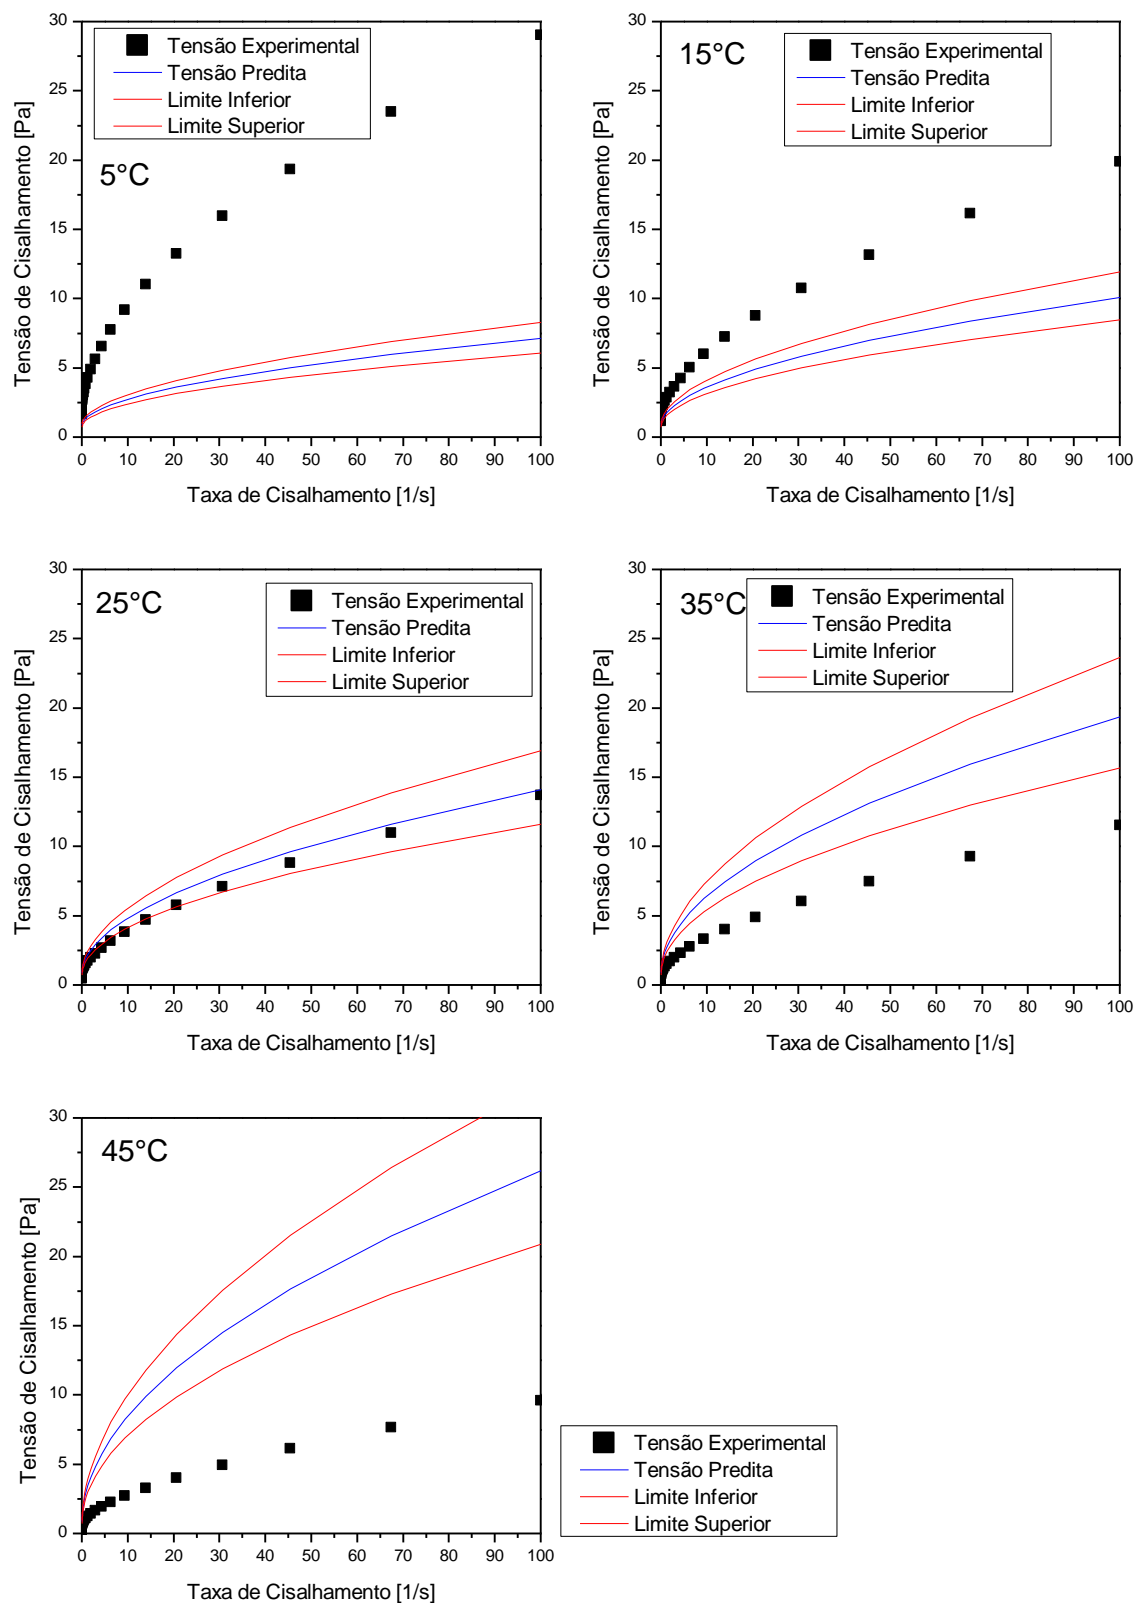 Tensão Experimental
Tensão Predita
Limite Inferior
Limite Superior
5°C
30
25
20
15
10
5
0
Tensão de Cisalhamento [Pa]
0 10 20 30 40 50 60 70 80 90 100
Taxa de Cisalhamento [1/s]
Tensão Experimental
Tensão Predita
Limite Inferior
Limite Superior
15°C
30
25
20
15
10
5
0
Tensão de Cisalhamento [Pa]
0 10 20 30 40 50 60 70 80 90 100
Taxa de Cisalhamento [1/s]
25°C
Tensão Experimental
Tensão Predita
Limite Inferior
Limite Superior
30
25
20
15
10
5
0
Tensão de Cisalhamento [Pa]
0 10 20 30 40 50 60 70 80 90 100
Taxa de Cisalhamento [1/s]
35°C
Tensão Experimental
Tensão Predita
Limite Inferior
Limite Superior
30
25
20
15
10
5
0
Tensão de Cisalhamento [Pa]
0 10 20 30 40 50 60 70 80 90 100
Taxa de Cisalhamento [1/s]
45°C
30
25
20
15
10
5
0
Tensão de Cisalhamento [Pa]
0 10 20 30 40 50 60 70 80 90 100
Taxa de Cisalhamento [1/s]
Tensão Experimental
Tensão Predita
Limite Inferior
Limite Superior